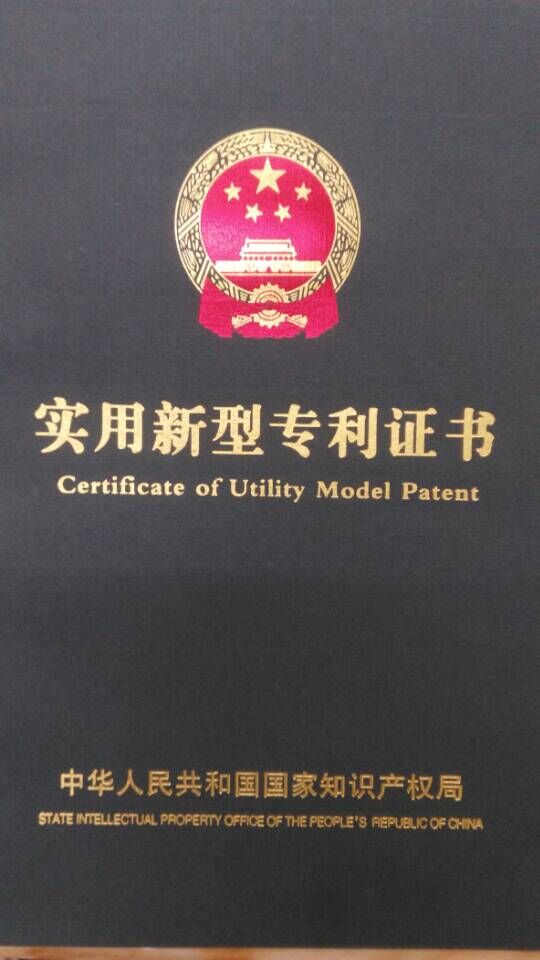 实用新型专利证书
Certificate of Utility Model Patent
中华人民共和国国家知识产权局
STATE INTELLECTUAL PROPERTY OFFICE OF THE PEOPLE'S REPUBLIC OF CHINA